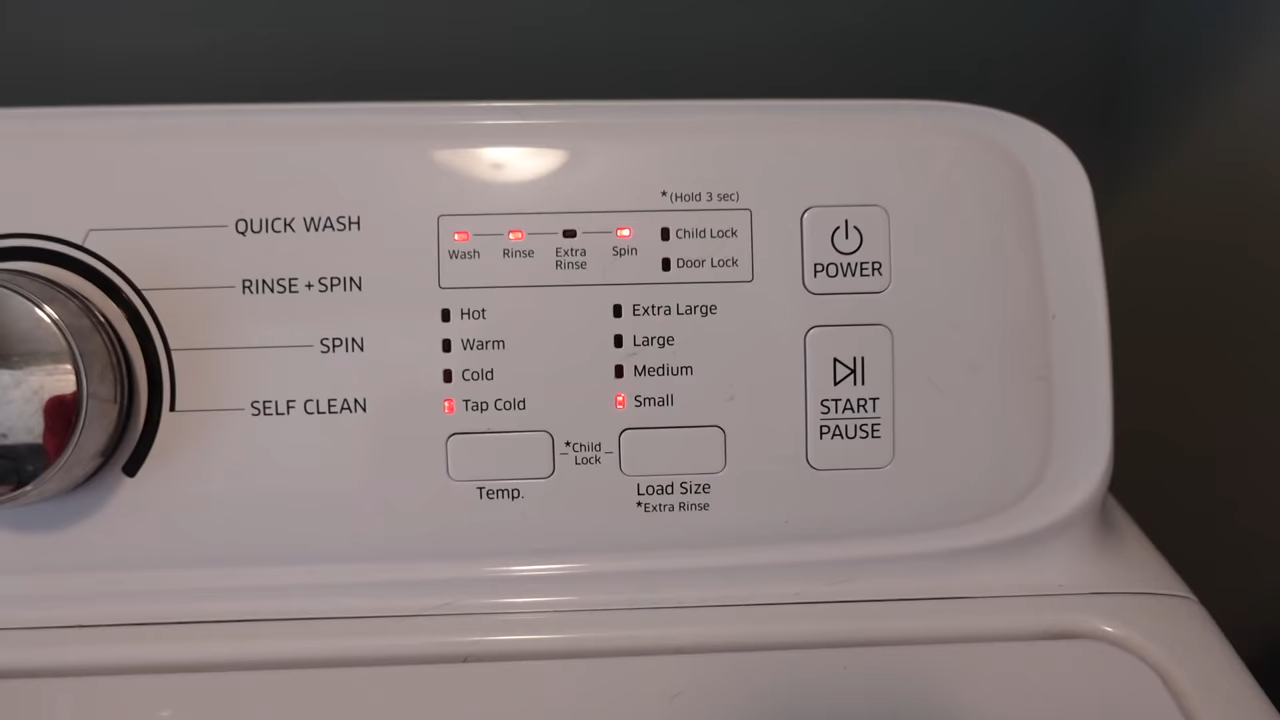 QUICK WASH
RINSE + SPIN
SPIN
SELF CLEAN
*(Hold 3 sec)
Wash
Rinse
Extra
Rinse
Spin
Child Lock
Door Lock
Hot
Warm
Cold
Tap Cold
Extra Large
Large
Medium
Small
*Child
Lock
Temp.
Load Size
*Extra Rinse
POWER
START
PAUSE